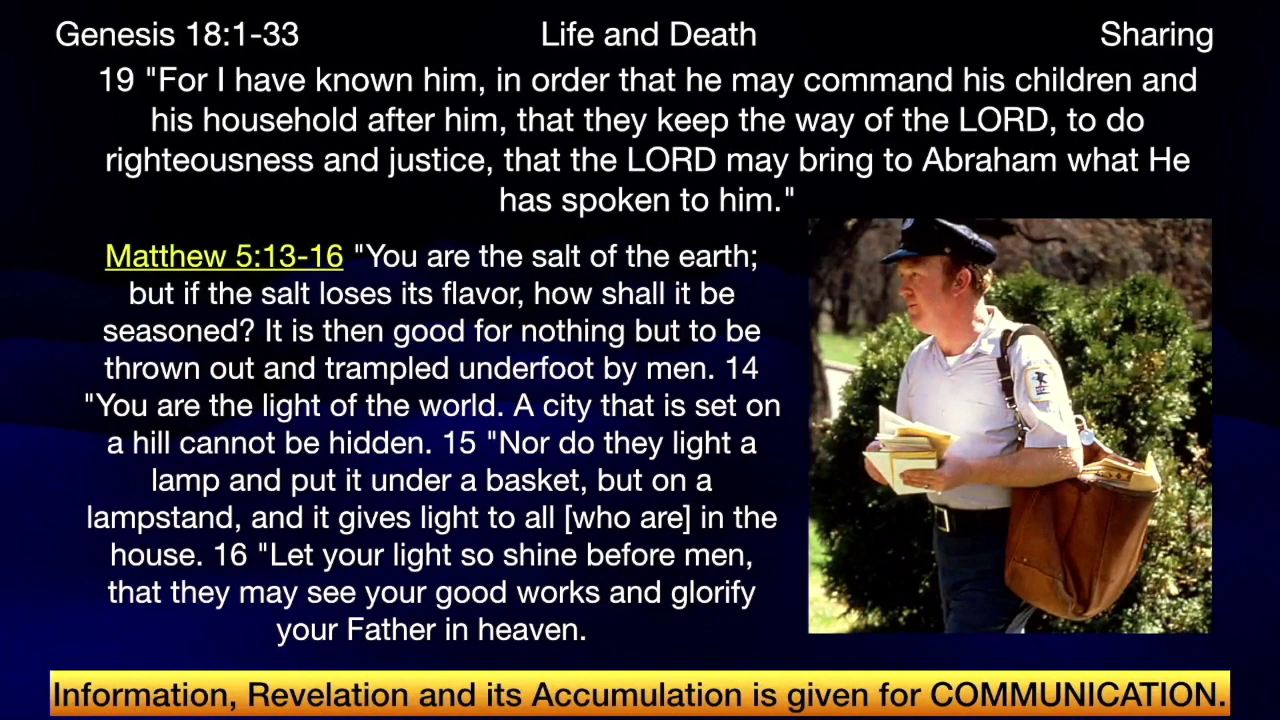 Genesis 18:1-33 Life and Death Sharing
19 "For I have known him, in order that he may command his children and
his household after him, that they keep the way of the LORD, to do
righteousness and justice, that the LORD may bring to Abraham what He
has spoken to him."
Matthew 5:13-16 "You are the salt of the earth;
but if the salt loses its flavor, how shall it be
seasoned? It is then good for nothing but to be
thrown out and trampled underfoot by men. 14
"You are the light of the world. A city that is set on
a hill cannot be hidden. 15 "Nor do they light a
lamp and put it under a basket, but on a
lampstand, and it gives light to all [who are] in the
house. 16 "Let your light so shine before men,
that they may see your good works and glorify
your Father in heaven.
Information, Revelation and its Accumulation is given for COMMUNICATION.